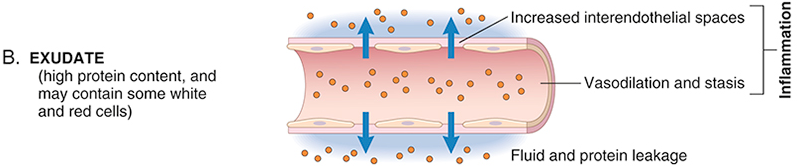 B. EXUDATE
(high protein content, and
may contain some white
and red cells)
Increased interendothelial spaces
Vasodilation and stasis
Fluid and protein leakage
Inflammation